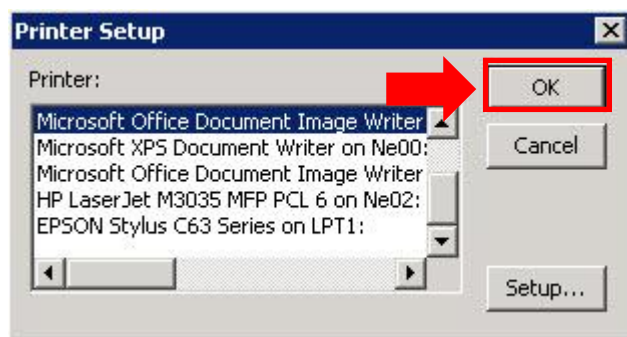 Printer Setup
Printer:
OK
Microsoft Office Document Image Writer
Microsoft XPS Document Writer on Ne00:
Cancel
Microsoft Office Document Image Writer
HP LaserJet M3035 MFP PCL 6 on Ne02:
EPSON Stylus C63 Series on LPT1:
Setup...